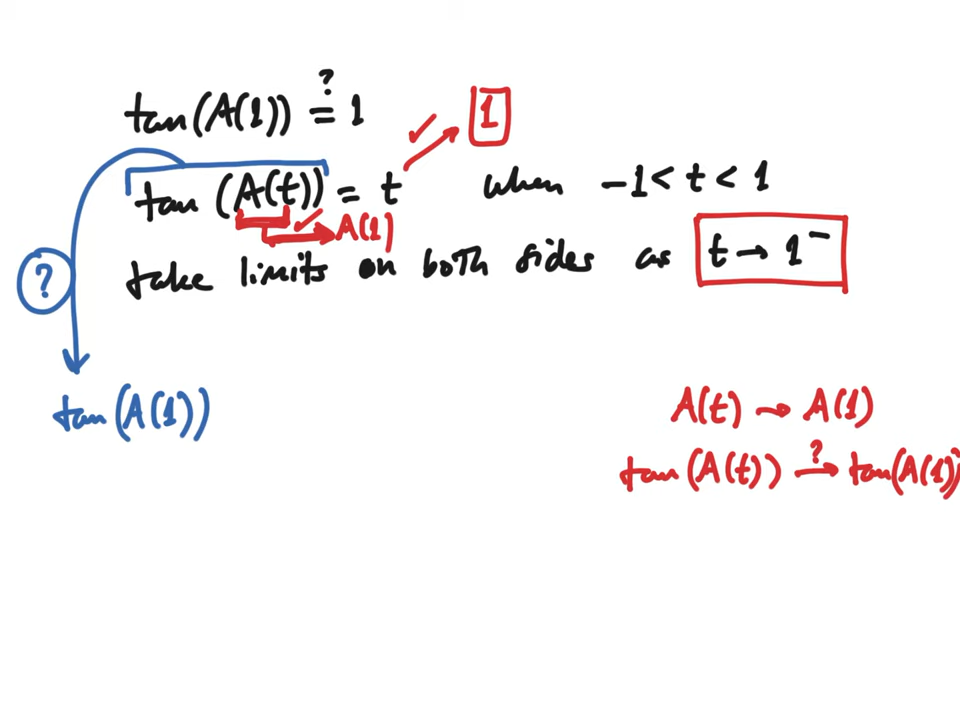 tan(A(1)) ?= 1
1
tan (A(t)) = t when -1 < t < 1
A(1)
take limits on both sides as t → 1⁻
?
tan(A(1))
A(t) → A(1)
tan(A(t)) ?→ tan(A(1))